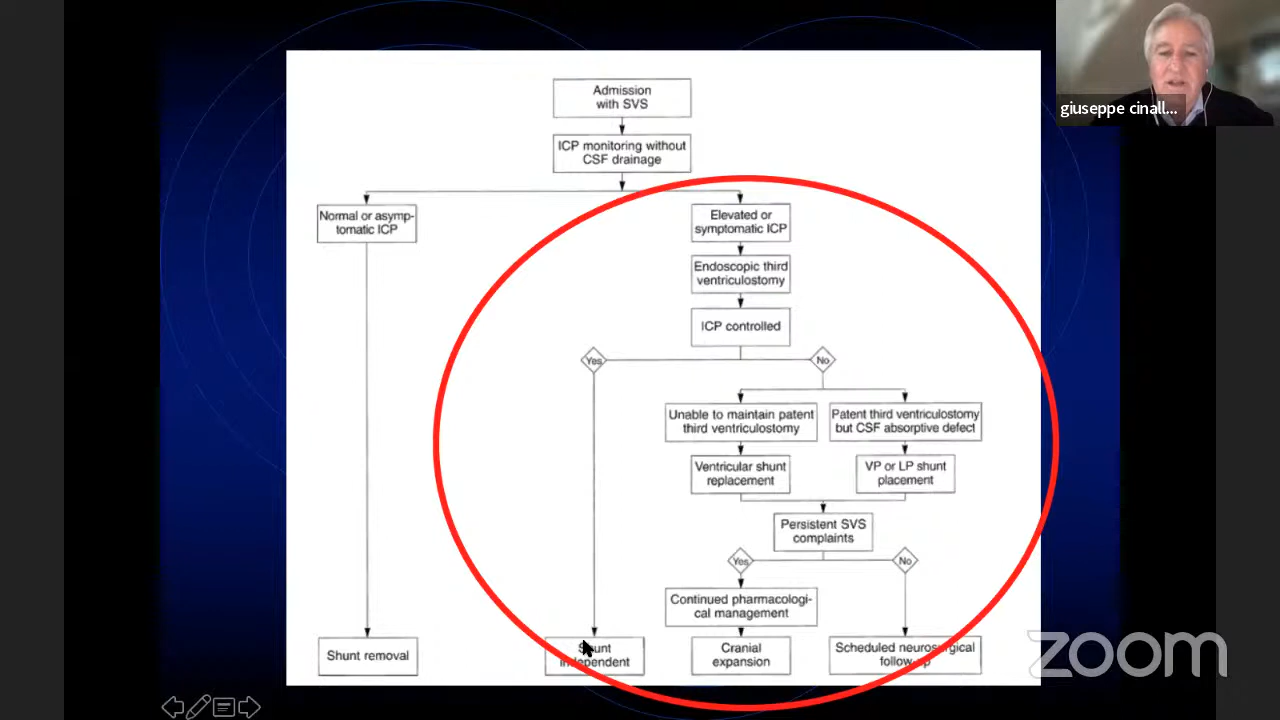 giuseppe cinall...
Admission
with SVS
ICP monitoring without
CSF drainage
Normal or asymp-
tomatic ICP
Elevated or
symptomatic ICP
Endoscopic third
ventriculostomy
ICP controlled
Yes
No
Unable to maintain patent
third ventriculostomy
Patent third ventriculostomy
but CSF absorptive defect
Ventricular shunt
replacement
VP or LP shunt
placement
Persistent SVS
complaints
Yes
No
Continued pharmacologi-
cal management
Shunt removal
Shunt
independent
Cranial
expansion
Scheduled neurosurgical
follow-up
zoom